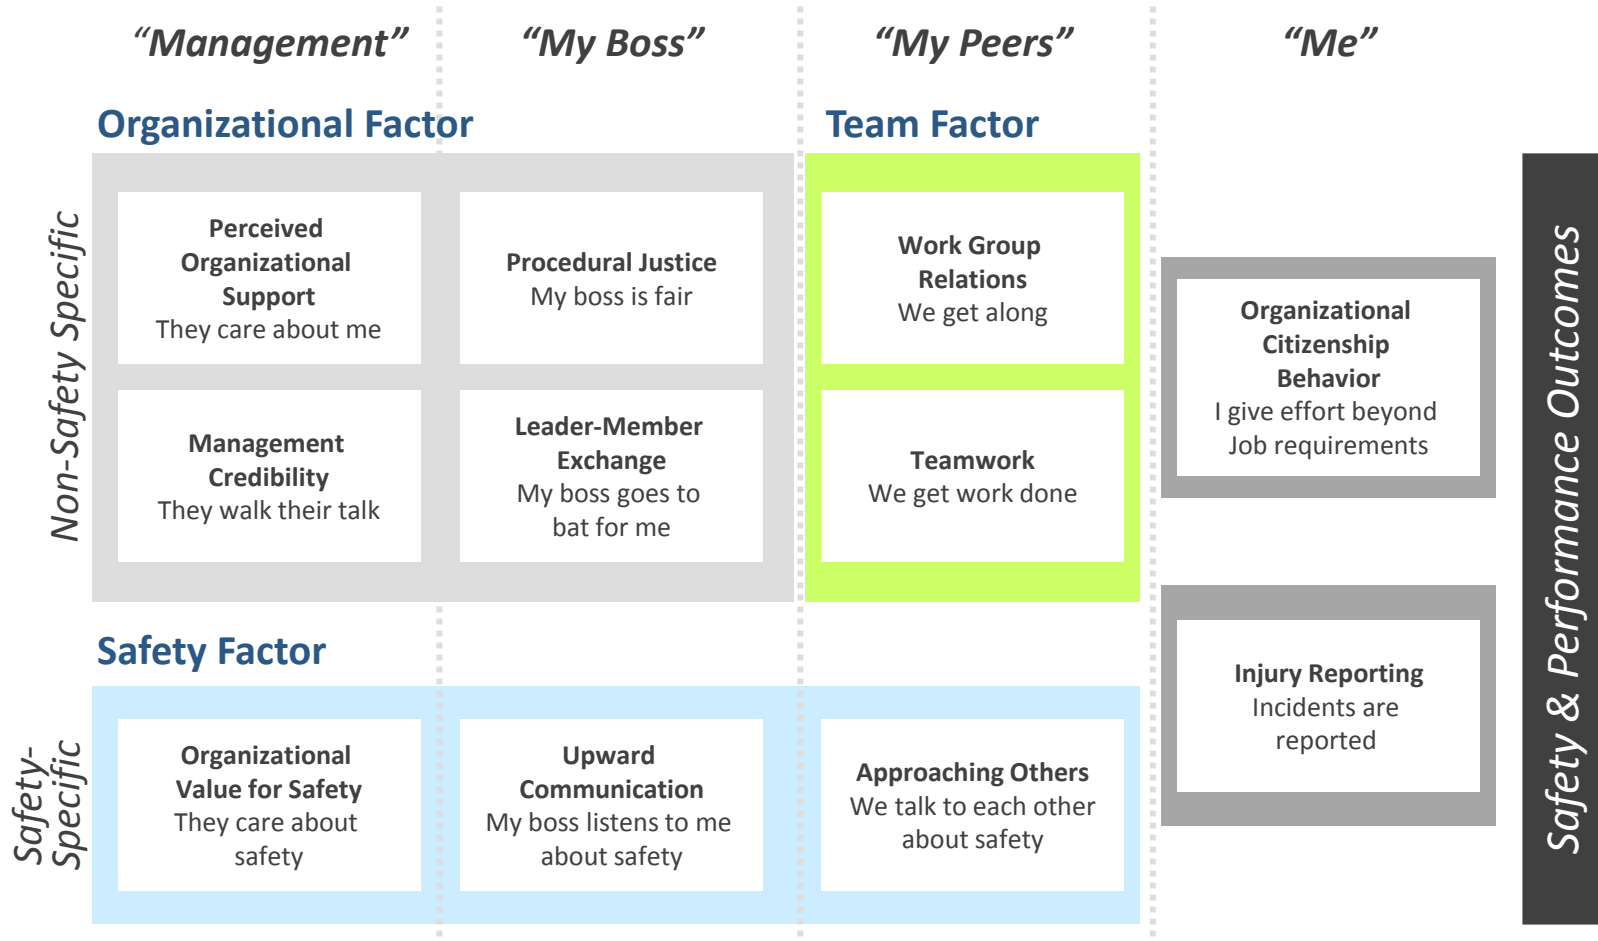 “Management”
“My Boss”
“My Peers”
“Me”
Organizational Factor
Team Factor
Non-Safety Specific
Perceived
Organizational
Support
They care about me
Procedural Justice
My boss is fair
Work Group
Relations
We get along
Management
Credibility
They walk their talk
Leader-Member
Exchange
My boss goes to
bat for me
Teamwork
We get work done
Organizational
Citizenship
Behavior
I give effort beyond
Job requirements
Safety Factor
Safety-
Specific
Organizational
Value for Safety
They care about
safety
Upward
Communication
My boss listens to me
about safety
Approaching Others
We talk to each other
about safety
Injury Reporting
Incidents are
reported
Safety & Performance Outcomes